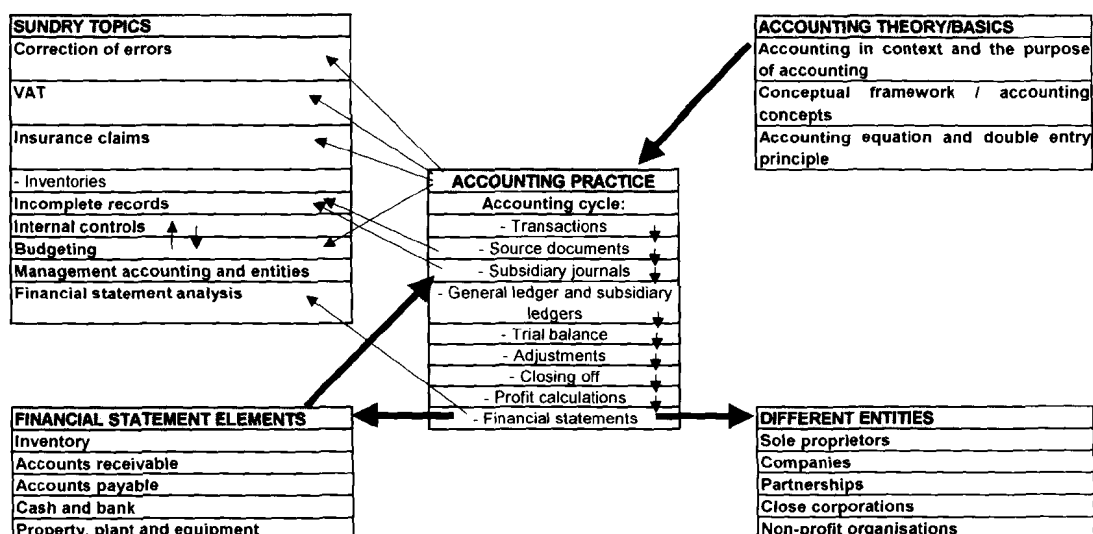 SUNDRY TOPICS
Correction of errors
VAT
Insurance claims
- Inventories
Incomplete records
Internal controls
Budgeting
Management accounting and entities
Financial statement analysis
ACCOUNTING THEORY/BASICS
Accounting in context and the purpose
of accounting
Conceptual framework / accounting
concepts
Accounting equation and double entry
principle
ACCOUNTING PRACTICE
Accounting cycle:
- Transactions
- Source documents
- Subsidiary journals
- General ledger and subsidiary
ledgers
- Trial balance
- Adjustments
- Closing off
- Profit calculations
- Financial statements
FINANCIAL STATEMENT ELEMENTS
Inventory
Accounts receivable
Accounts payable
Cash and bank
Property, plant and equipment
DIFFERENT ENTITIES
Sole proprietors
Companies
Partnerships
Close corporations
Non-profit organisations